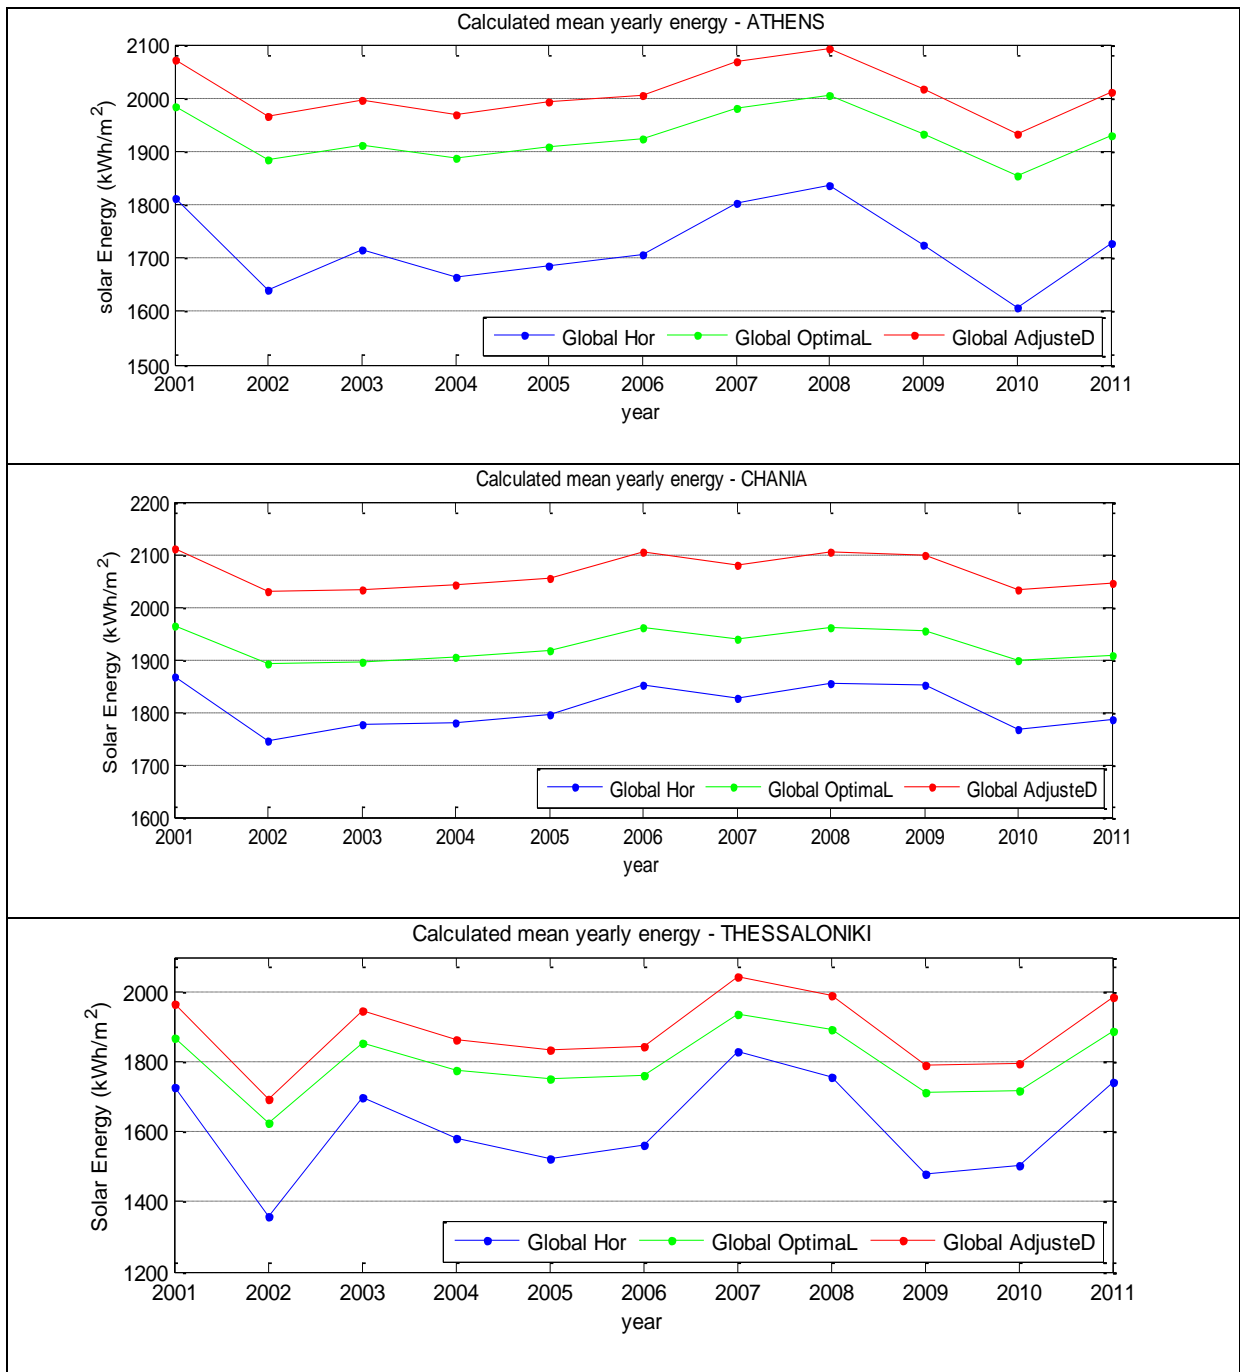 Calculated mean yearly energy - ATHENS
solar Energy (kWh/m²)
2100
2000
1900
1800
1700
1600
1500
Global Hor Global OptimaL Global AdjusteD
2001 2002 2003 2004 2005 2006 2007 2008 2009 2010 2011
year
Calculated mean yearly energy - CHANIA
Solar Energy (kWh/m²)
2200
2100
2000
1900
1800
1700
1600
Global Hor Global OptimaL Global AdjusteD
2001 2002 2003 2004 2005 2006 2007 2008 2009 2010 2011
year
Calculated mean yearly energy - THESSALONIKI
Solar Energy (kWh/m²)
2000
1800
1600
1400
1200
Global Hor Global OptimaL Global AdjusteD
2001 2002 2003 2004 2005 2006 2007 2008 2009 2010 2011
year